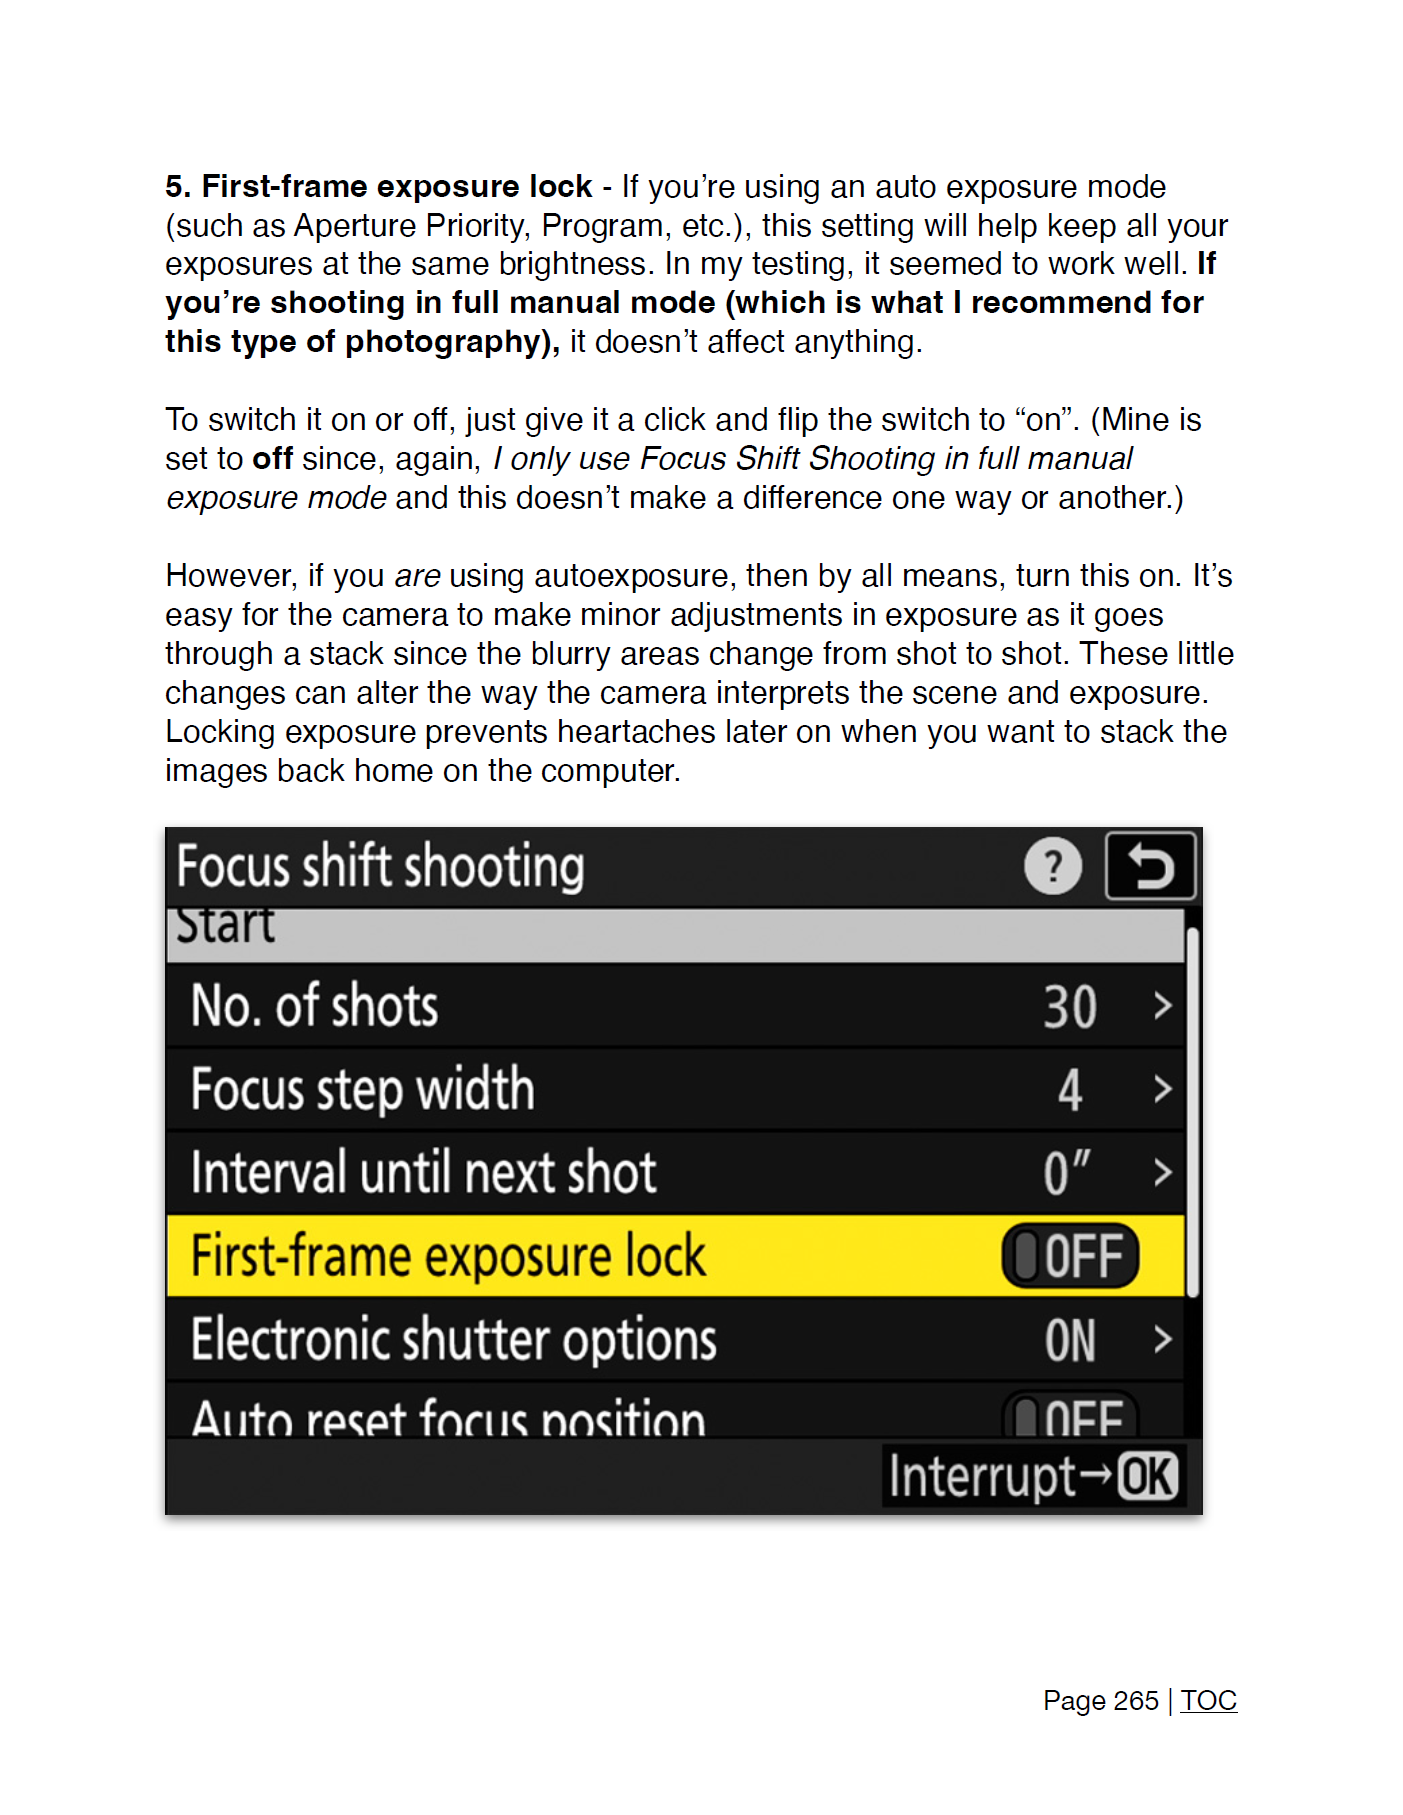 5. First-frame exposure lock - If you’re using an auto exposure mode
(such as Aperture Priority, Program, etc.), this setting will help keep all your
exposures at the same brightness. In my testing, it seemed to work well. If
you’re shooting in full manual mode (which is what I recommend for
this type of photography), it doesn’t affect anything.
To switch it on or off, just give it a click and flip the switch to “on”. (Mine is
set to off since, again, I only use Focus Shift Shooting in full manual
exposure mode and this doesn’t make a difference one way or another.)
However, if you are using autoexposure, then by all means, turn this on. It’s
easy for the camera to make minor adjustments in exposure as it goes
through a stack since the blurry areas change from shot to shot. These little
changes can alter the way the camera interprets the scene and exposure.
Locking exposure prevents heartaches later on when you want to stack the
images back home on the computer.
Focus shift shooting ?
Start
No. of shots 30 >
Focus step width 4 >
Interval until next shot 0″ >
First-frame exposure lock OFF
Electronic shutter options ON >
Auto reset focus position OFF
Interrupt→OK
Page 265 | TOC